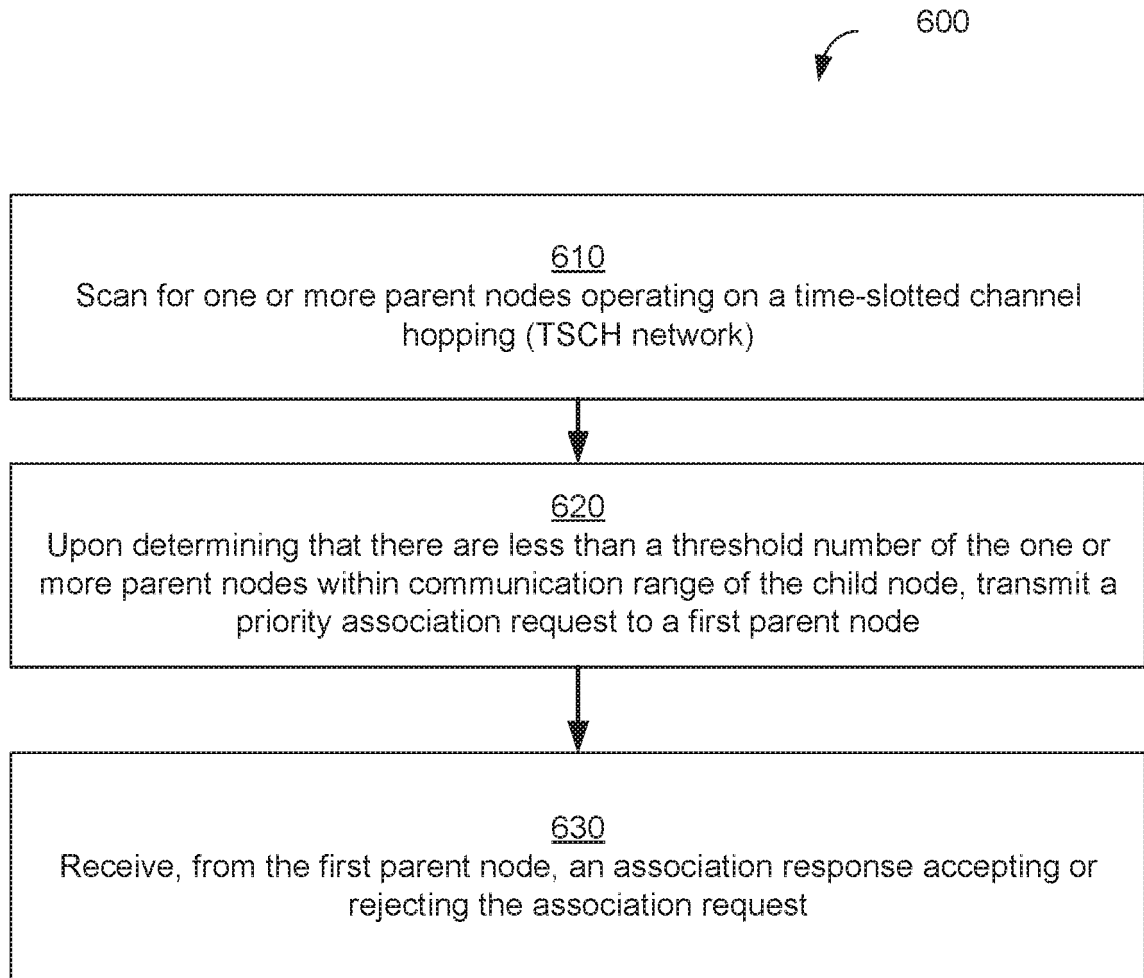 600
610
Scan for one or more parent nodes operating on a time-slotted channel
hopping (TSCH network)
620
Upon determining that there are less than a threshold number of the one or
more parent nodes within communication range of the child node, transmit a
priority association request to a first parent node
630
Receive, from the first parent node, an association response accepting or
rejecting the association request